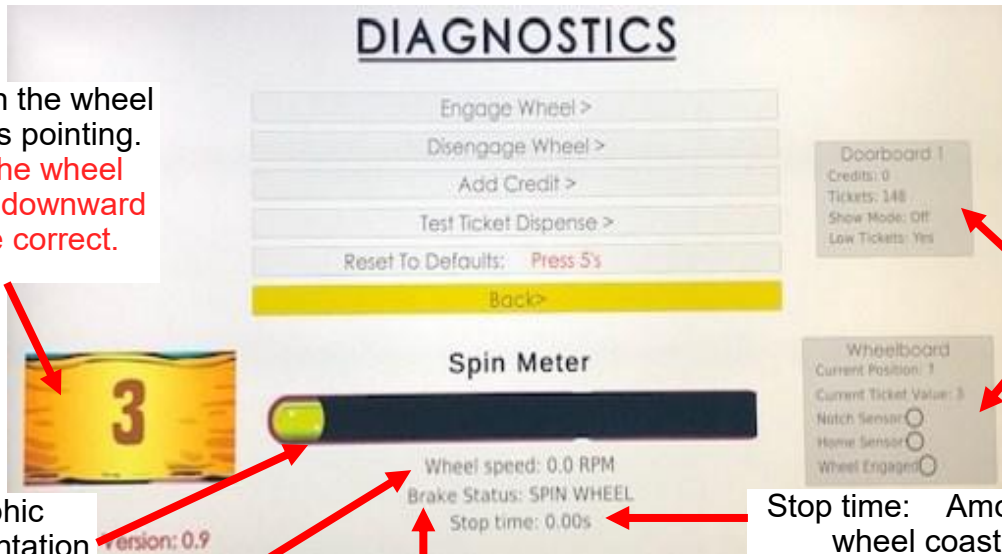 DIAGNOSTICS
n the wheel
s pointing.
he wheel
downward
e correct.
Engage Wheel >
Disengage Wheel >
Add Credit >
Test Ticket Dispense >
Reset To Defaults: Press 5's
Back>
Doorboard 1
Credits: 0
Tickets: 148
Show Mode: Off
Low Tickets: Yes
3
Spin Meter
Wheel speed: 0.0 RPM
Brake Status: SPIN WHEEL
Stop time: 0.00s
Wheelboard
Current Position: 1
Current Ticket Value: 3
Notch Sensor
Home Sensor
Wheel Engaged
phic
ntation
ersion: 0.9
Stop time: Amo
wheel coast